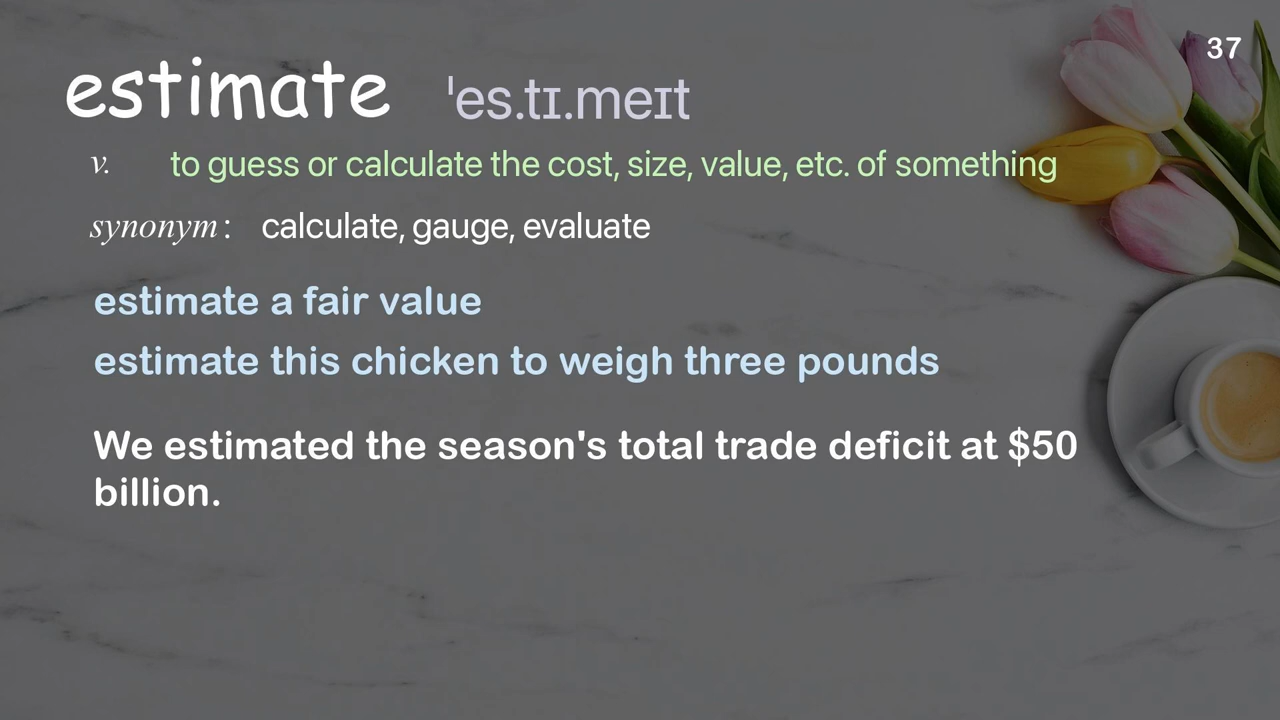 37
estimate ˈes.tɪ.meɪt
v. to guess or calculate the cost, size, value, etc. of something
synonym: calculate, gauge, evaluate
estimate a fair value
estimate this chicken to weigh three pounds
We estimated the season's total trade deficit at $50
billion.